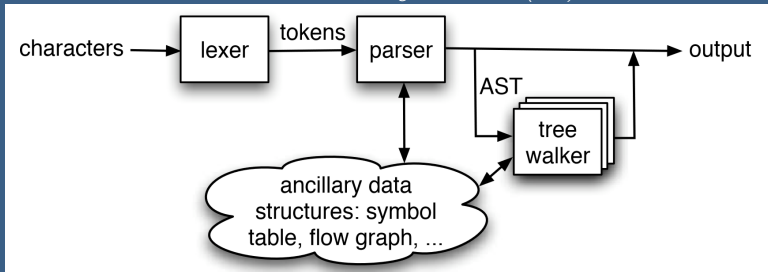 characters
lexer
tokens
parser
output
AST
tree
walker
ancillary data
structures: symbol
table, flow graph, ...